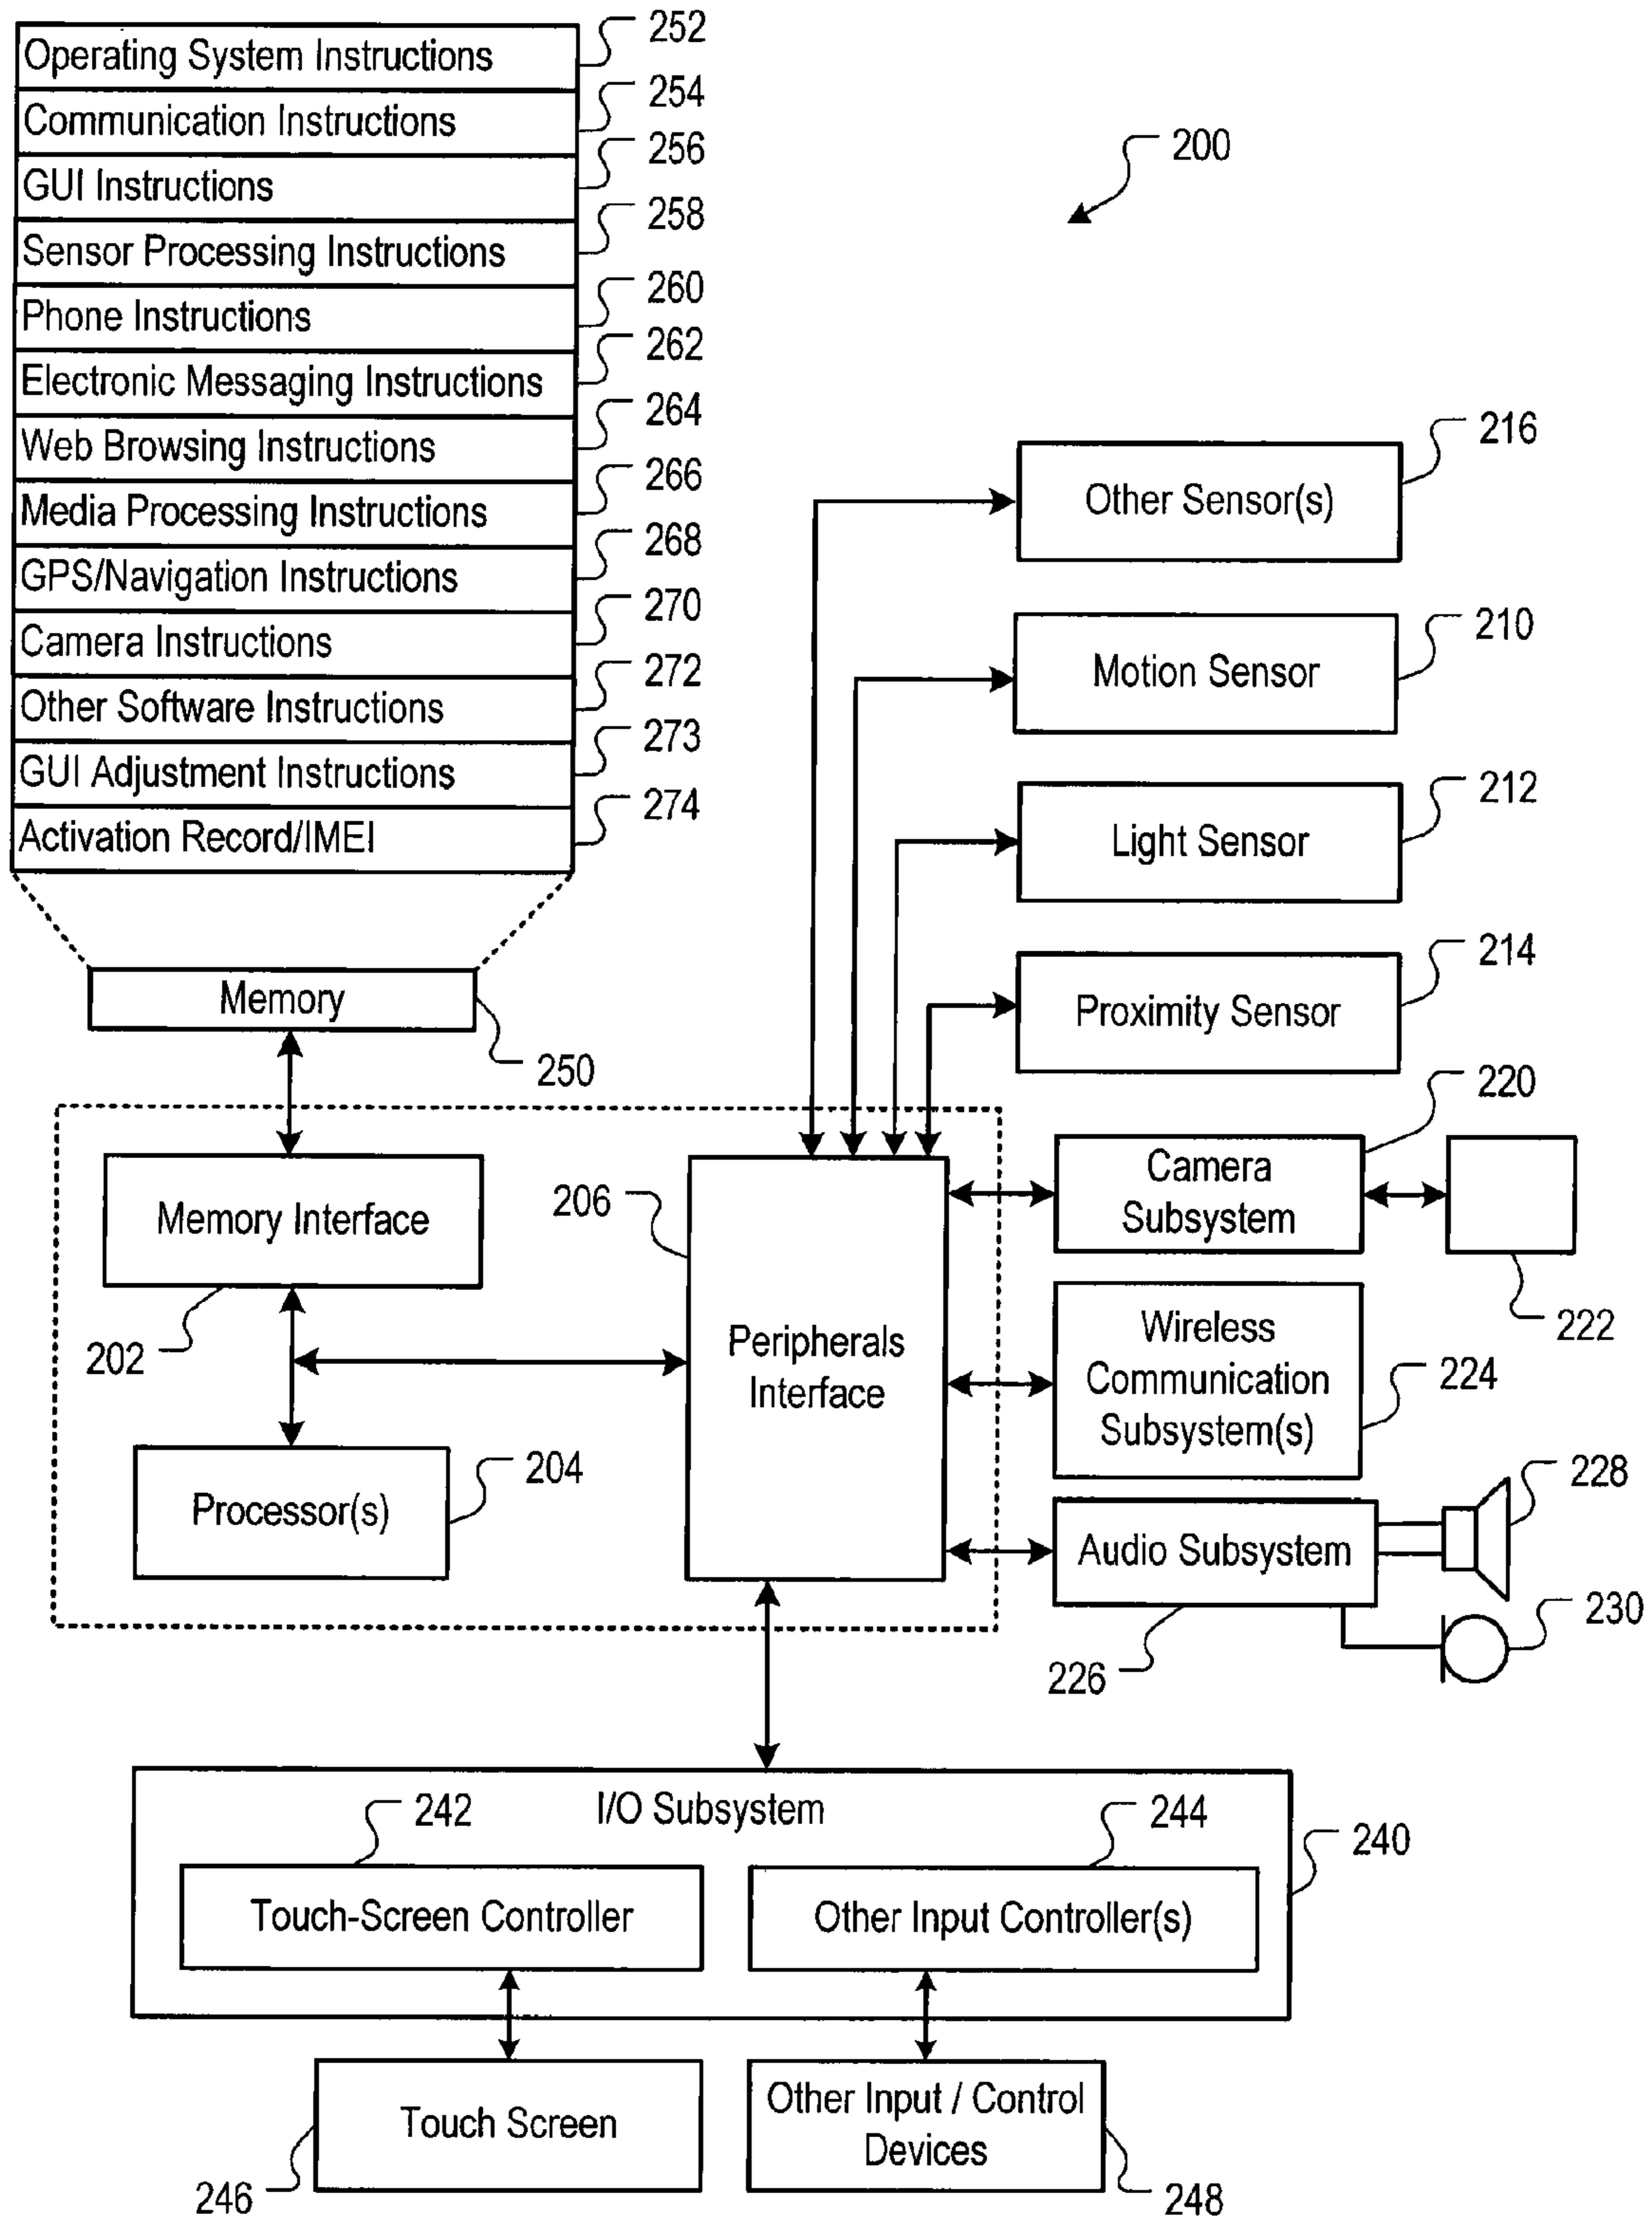 Operating System Instructions 252
Communication Instructions 254
GUI Instructions 256
Sensor Processing Instructions 258
Phone Instructions 260
Electronic Messaging Instructions 262
Web Browsing Instructions 264
Media Processing Instructions 266
GPS/Navigation Instructions 268
Camera Instructions 270
Other Software Instructions 272
GUI Adjustment Instructions 273
Activation Record/IMEI 274
200
Other Sensor(s) 216
Motion Sensor 210
Light Sensor 212
Proximity Sensor 214
Memory
250
Memory Interface
202
Processor(s) 204
206
Peripherals
Interface
Camera
Subsystem
220
222
Wireless
Communication
Subsystem(s)
224
Audio Subsystem
226
228
230
I/O Subsystem
240
242
Touch-Screen Controller
244
Other Input Controller(s)
Touch Screen
246
Other Input / Control
Devices
248